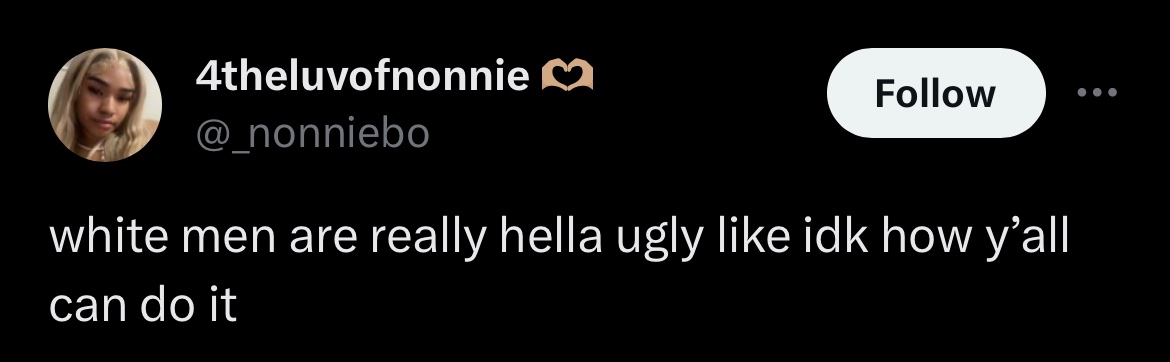 4theluvofnonnie 🫶🏽
@_nonniebo
Follow
white men are really hella ugly like idk how y’all
can do it